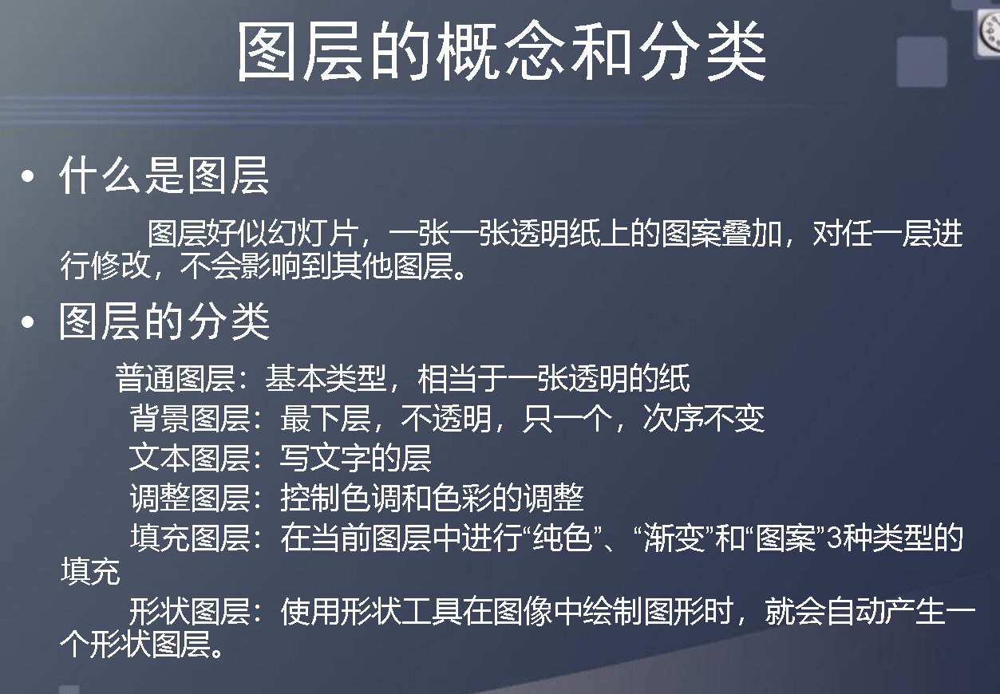 图层的概念和分类
• 什么是图层
图层好似幻灯片，一张一张透明纸上的图案叠加，对任一层进
行修改，不会影响到其他图层。
• 图层的分类
普通图层：基本类型，相当于一张透明的纸
背景图层：最下层，不透明，只一个，次序不变
文本图层：写文字的层
调整图层：控制色调和色彩的调整
填充图层：在当前图层中进行“纯色”、“渐变”和“图案”3种类型的
填充
形状图层：使用形状工具在图像中绘制图形时，就会自动产生一
个形状图层。